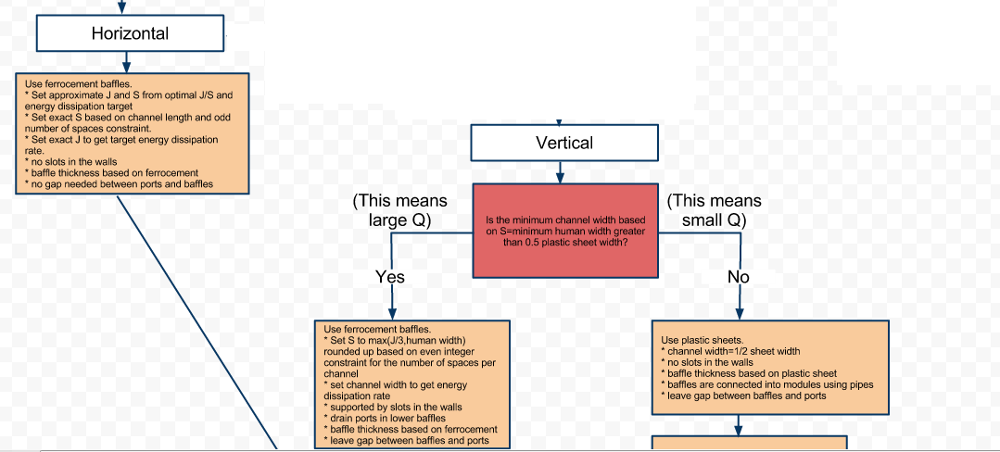 Horizontal
Use ferrocement baffles.
* Set approximate J and S from optimal J/S and
energy dissipation target
* Set exact S based on channel length and odd
number of spaces constraint.
* Set exact J to get target energy dissipation
rate.
* no slots in the walls
* baffle thickness based on ferrocement
* no gap needed between ports and baffles
Vertical
Is the minimum channel width based
on S=minimum human width greater
than 0.5 plastic sheet width?
(This means
large Q)
Yes
(This means
small Q)
No
Use ferrocement baffles.
* Set S to max(J/3,human width)
rounded up based on even integer
constraint for the number of spaces per
channel
* set channel width to get energy
dissipation rate
* supported by slots in the walls
* drain ports in lower baffles
* baffle thickness based on ferrocement
* leave gap between baffles and ports
Use plastic sheets.
* channel width=1/2 sheet width
* no slots in the walls
* baffle thickness based on plastic sheet
* baffles are connected into modules using pipes
* leave gap between baffles and ports